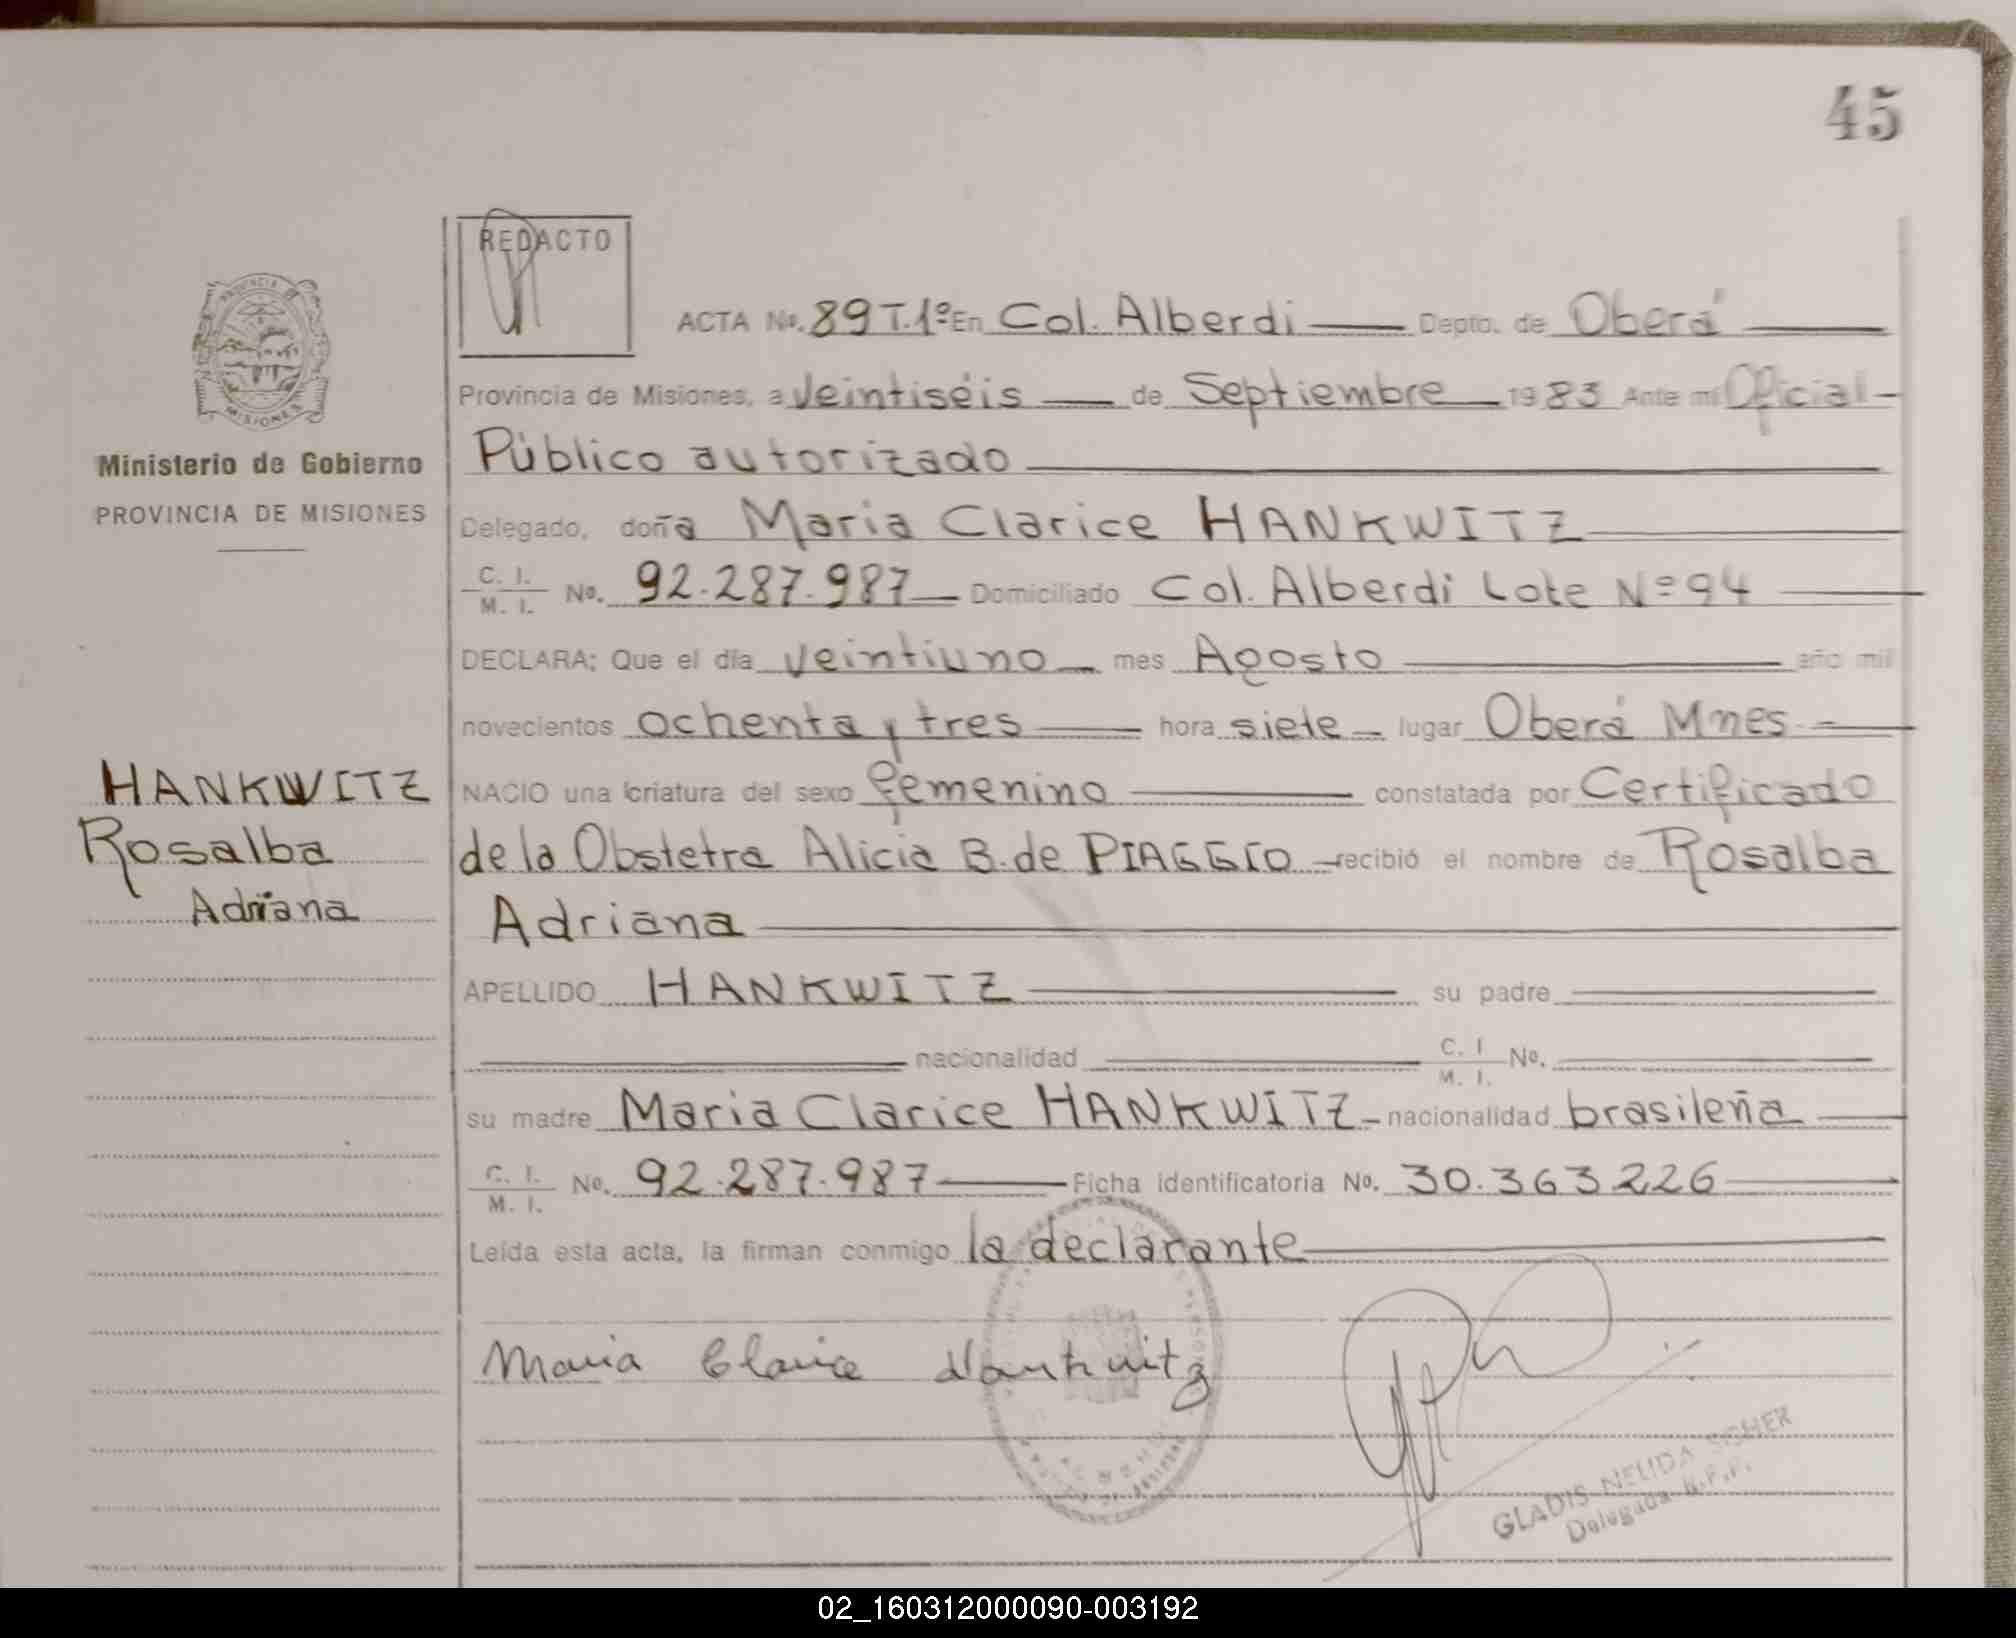 45
REDACTO
ACTA No. 89 T.1º En Col. Alberdi Depto. de Oberá
Provincia de Misiones, a veintiséis de Septiembre 1983 Ante mí Oficial
Público autorizado
Ministerio de Gobierno
PROVINCIA DE MISIONES
MISIONES
Delegado, doña Maria Clarice HANKWITZ
C. I. M. I. No. 92.287.987 Domiciliado Col. Alberdi Lote Nº 94
DECLARA: Que el día veintiuno mes Agosto año mil
novecientos ochenta y tres hora siete lugar Oberá Mnes
NACIO una criatura del sexo femenino constatada por Certificado
de la Obstetra Alicia B. de PIAGGIO recibió el nombre de Rosalba
Adriana
HANKWITZ
Rosalba
Adriana
APELLIDO HANKWITZ su padre
nacionalidad C. I. M. I. No.
su madre Maria Clarice HANKWITZ nacionalidad brasileña
C. I. M. I. No. 92.287.987 Ficha identificatoria No. 30.363.226
Leída esta acta, la firman conmigo la declarante
Maria Clarice Hankwitz
GLADIS NELIDA
Delegada R.P.P.
02_160312000090-003192